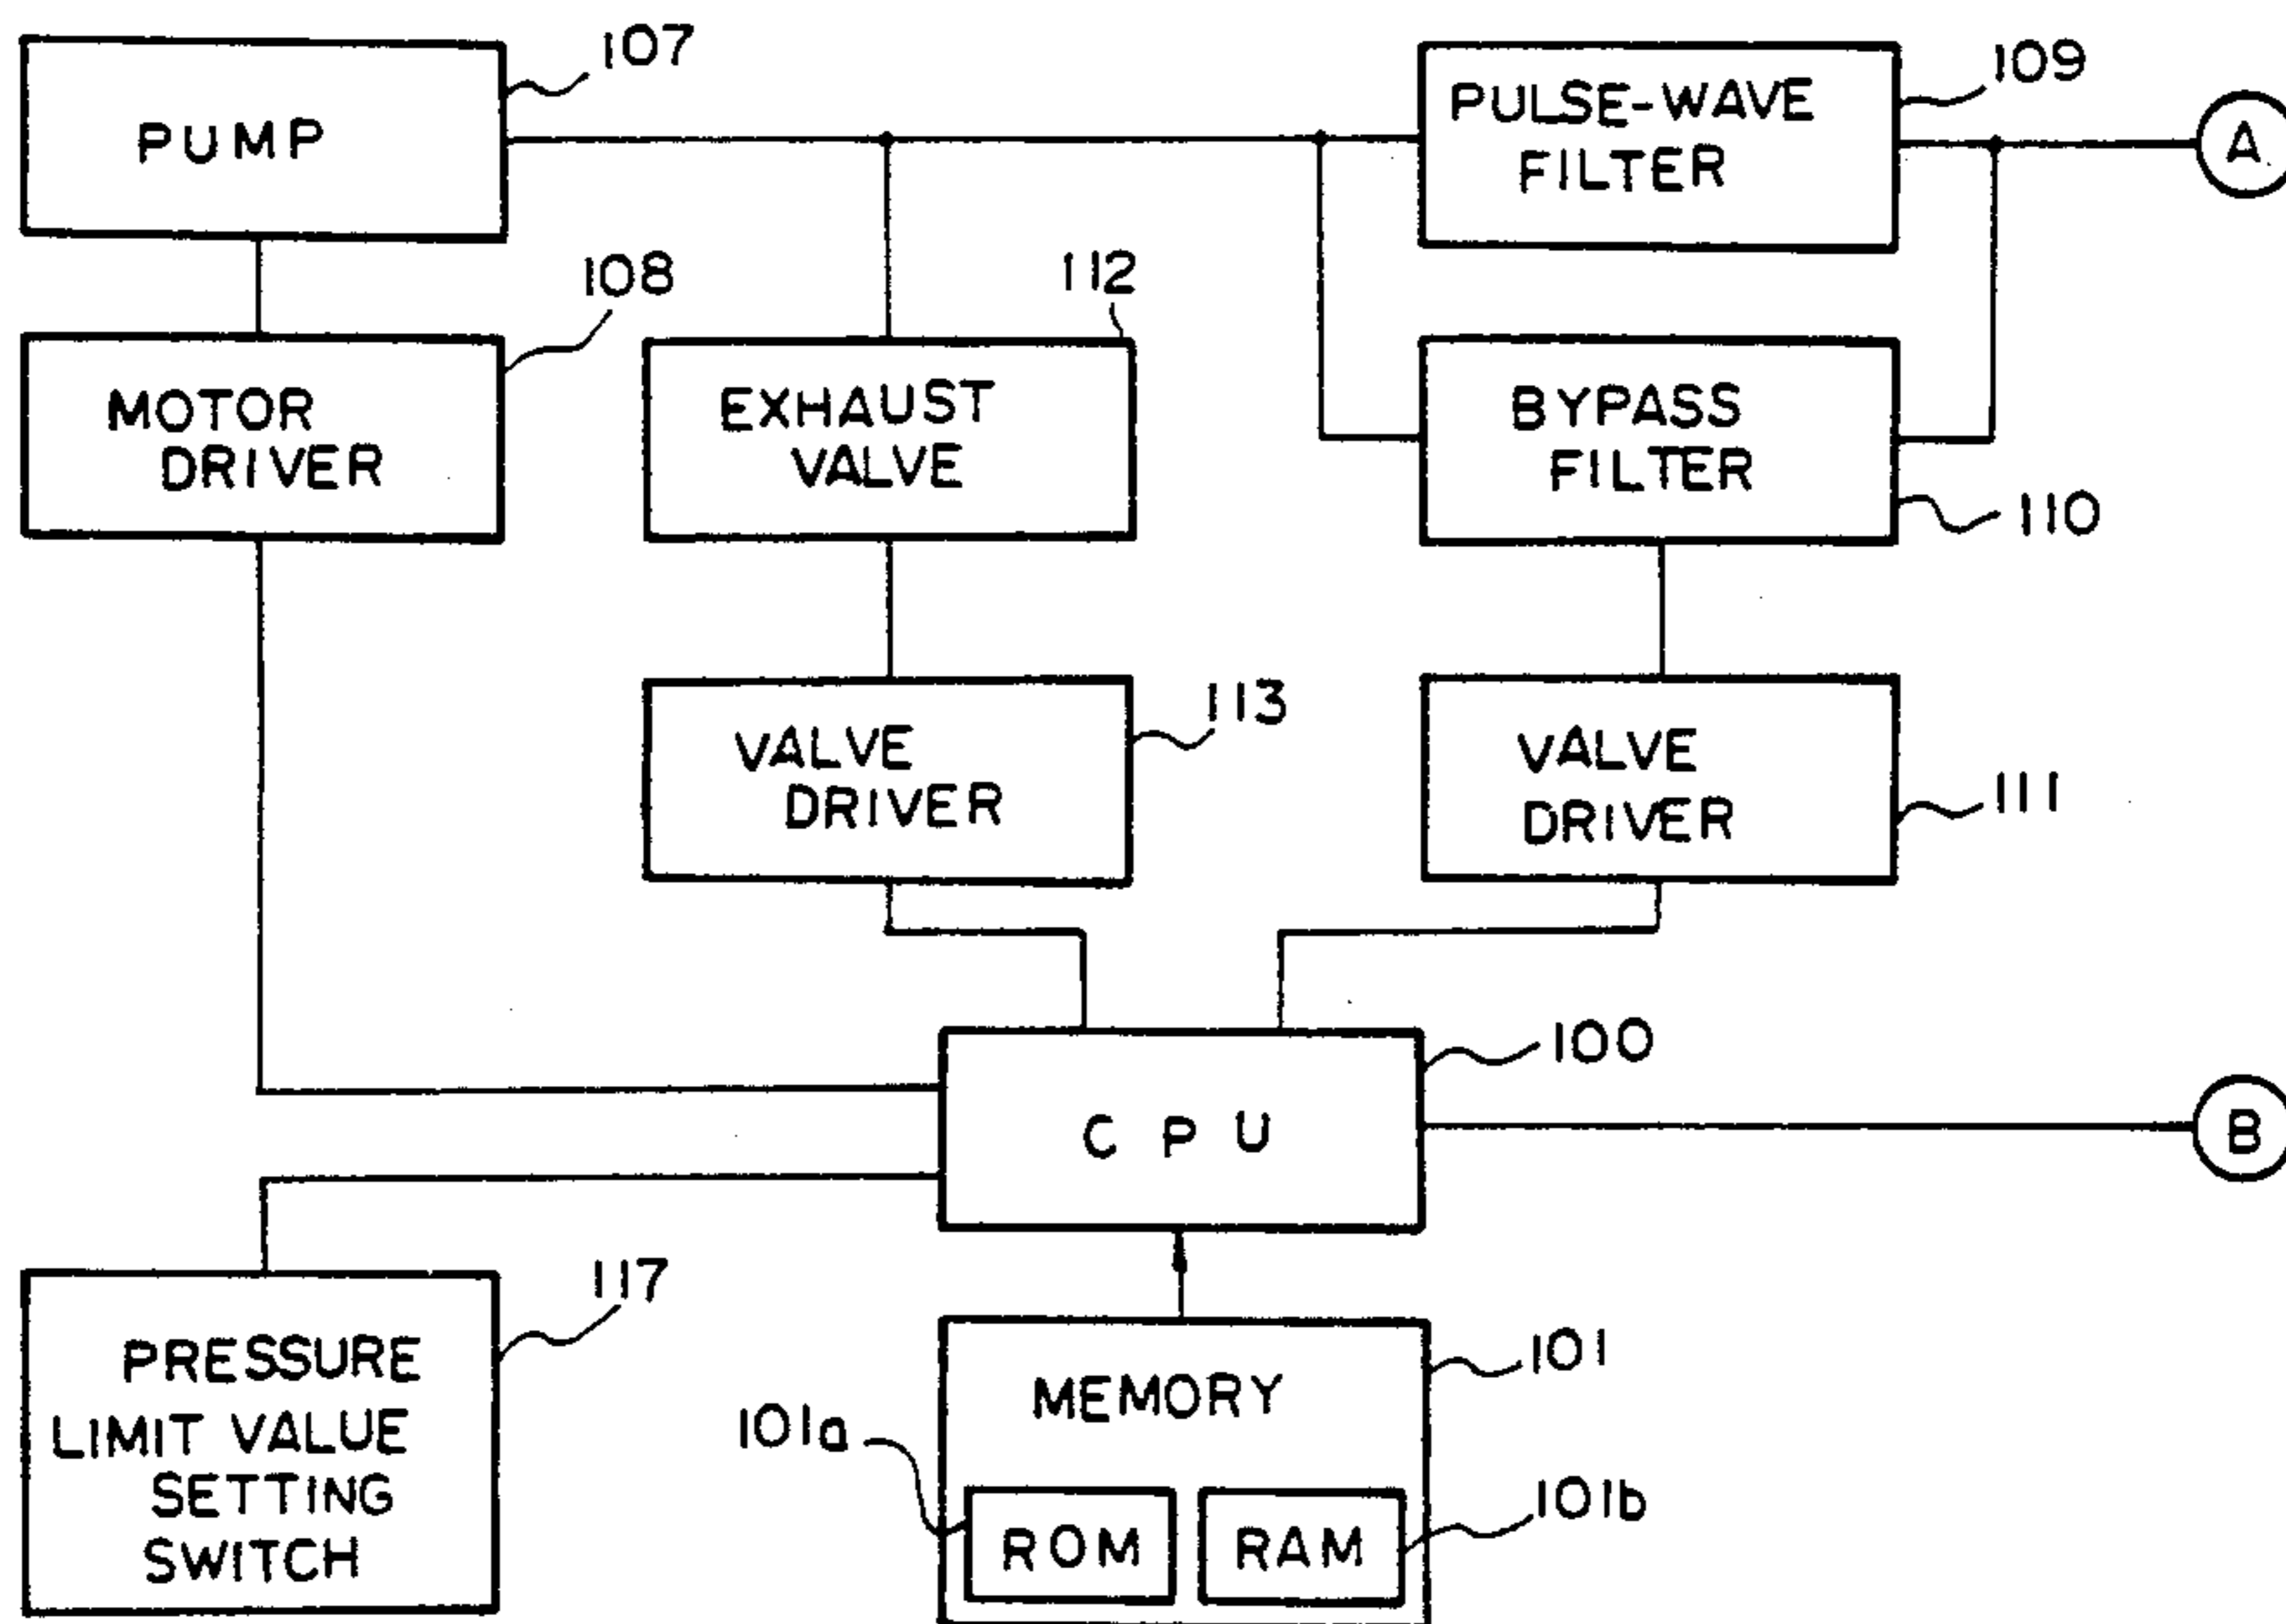 107
109
PUMP
PULSE-WAVE
FILTER
A
108
112
MOTOR
DRIVER
EXHAUST
VALVE
BYPASS
FILTER
110
113
VALVE
DRIVER
VALVE
DRIVER
111
100
CPU
B
117
PRESSURE
LIMIT VALUE
SETTING
SWITCH
101
MEMORY
101a
101b
ROM
RAM